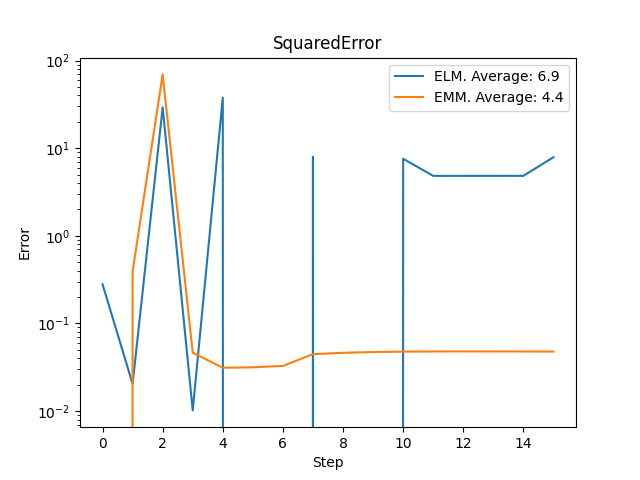 SquaredError
10²
10¹
10⁰
10⁻¹
10⁻²
Error
ELM. Average: 6.9
EMM. Average: 4.4
0 2 4 6 8 10 12 14
Step